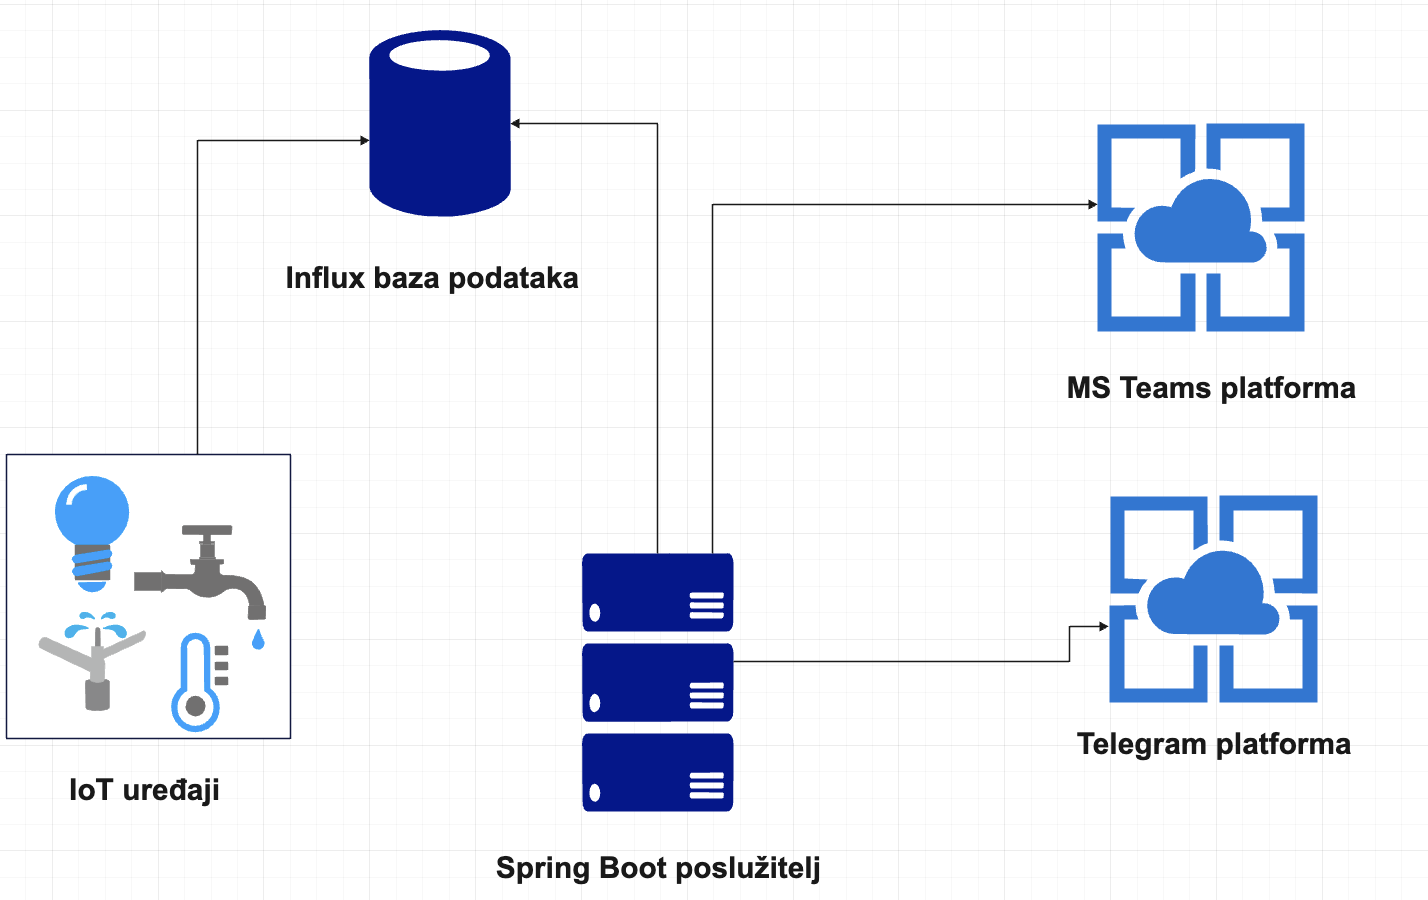 Influx baza podataka
MS Teams platforma
Telegram platforma
IoT uređaji
Spring Boot poslužitelj